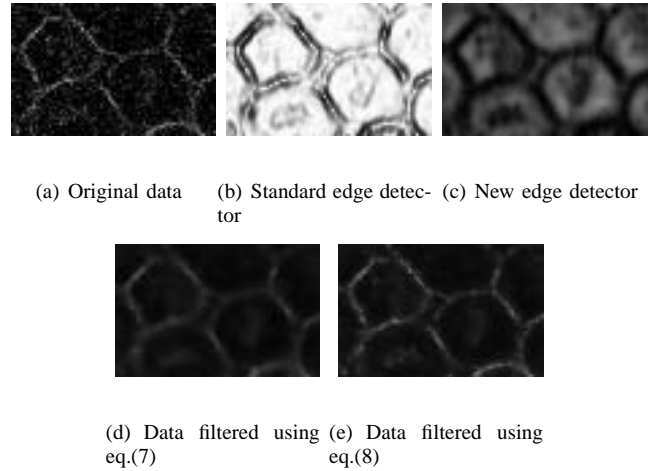 (a) Original data
(b) Standard edge detec-
tor
(c) New edge detector
(d) Data filtered using
eq.(7)
(e) Data filtered using
eq.(8)